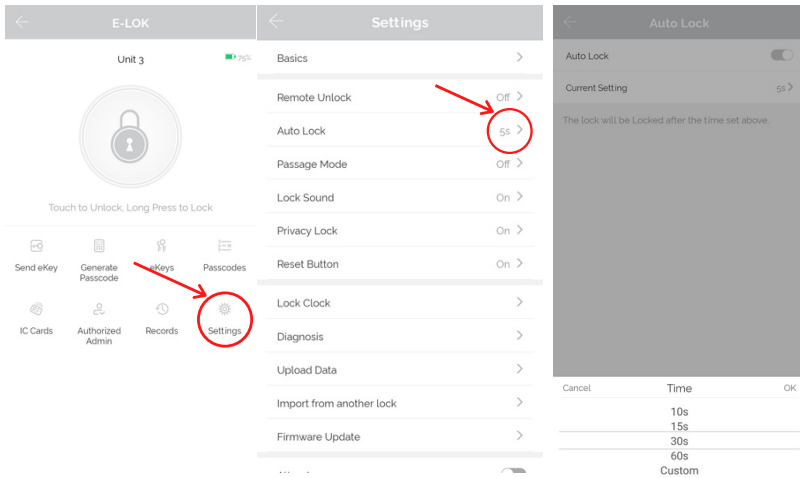 E-LOK
Unit 3
75%
Touch to Unlock, Long Press to Lock
Send eKey
Generate
Passcode
eKeys
Passcodes
IC Cards
Authorized
Admin
Records
Settings
Settings
Basics
Remote Unlock Off
Auto Lock 5s
Passage Mode Off
Lock Sound On
Privacy Lock On
Reset Button On
Lock Clock
Diagnosis
Upload Data
Import from another lock
Firmware Update
Auto Lock
Auto Lock
Current Setting 5s
The lock will be Locked after the time set above.
Cancel Time OK
10s
15s
30s
60s
Custom